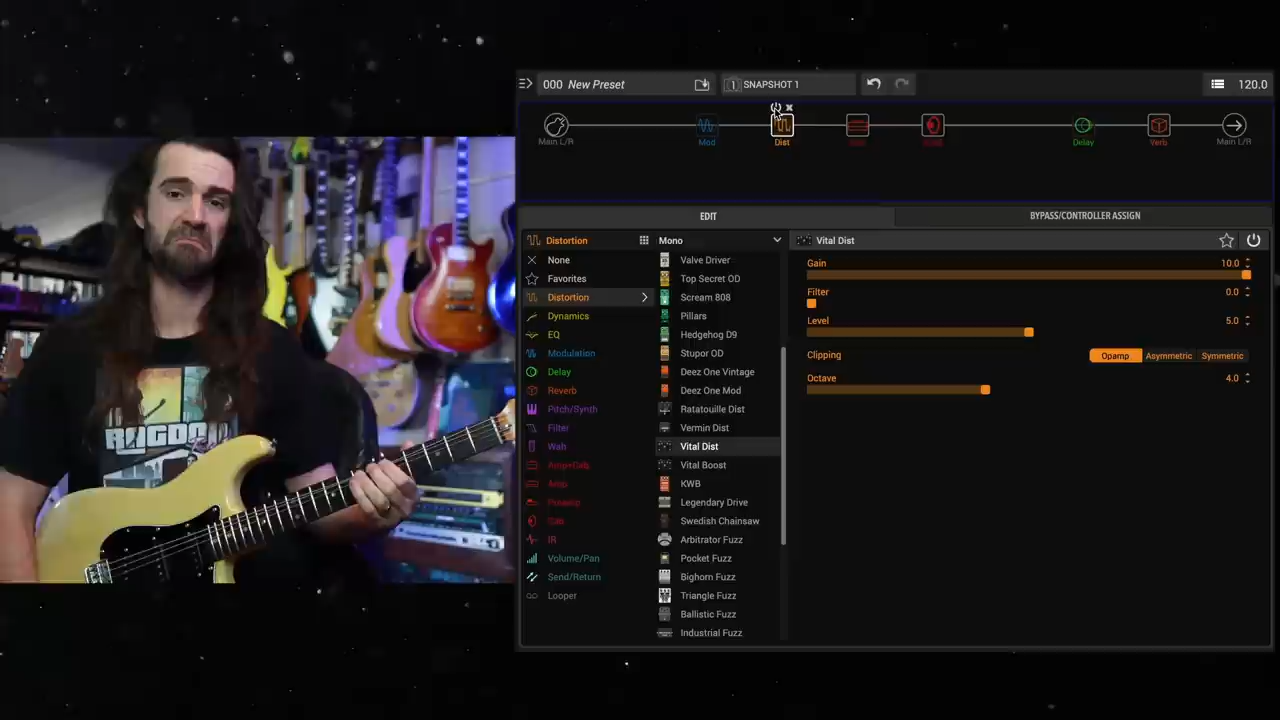 000 New Preset
1 SNAPSHOT 1
120.0
Main L/R
Mod
Dist
Delay
Verb
Main L/R
EDIT
BYPASS/CONTROLLER ASSIGN
Distortion
Mono
Vital Dist
None
Favorites
Distortion
Dynamics
EQ
Modulation
Delay
Reverb
Pitch/Synth
Filter
Wah
Amp+Cab
Amp
Preamp
Cab
IR
Volume/Pan
Send/Return
Looper
Valve Driver
Top Secret OD
Scream 808
Pillars
Hedgehog D9
Stupor OD
Deez One Vintage
Deez One Mod
Ratatouille Dist
Vermin Dist
Vital Dist
Vital Boost
KWB
Legendary Drive
Swedish Chainsaw
Arbitrator Fuzz
Pocket Fuzz
Bighorn Fuzz
Triangle Fuzz
Ballistic Fuzz
Industrial Fuzz
Gain 10.0
Filter 0.0
Level 5.0
Clipping Opamp Asymmetric Symmetric
Octave 4.0